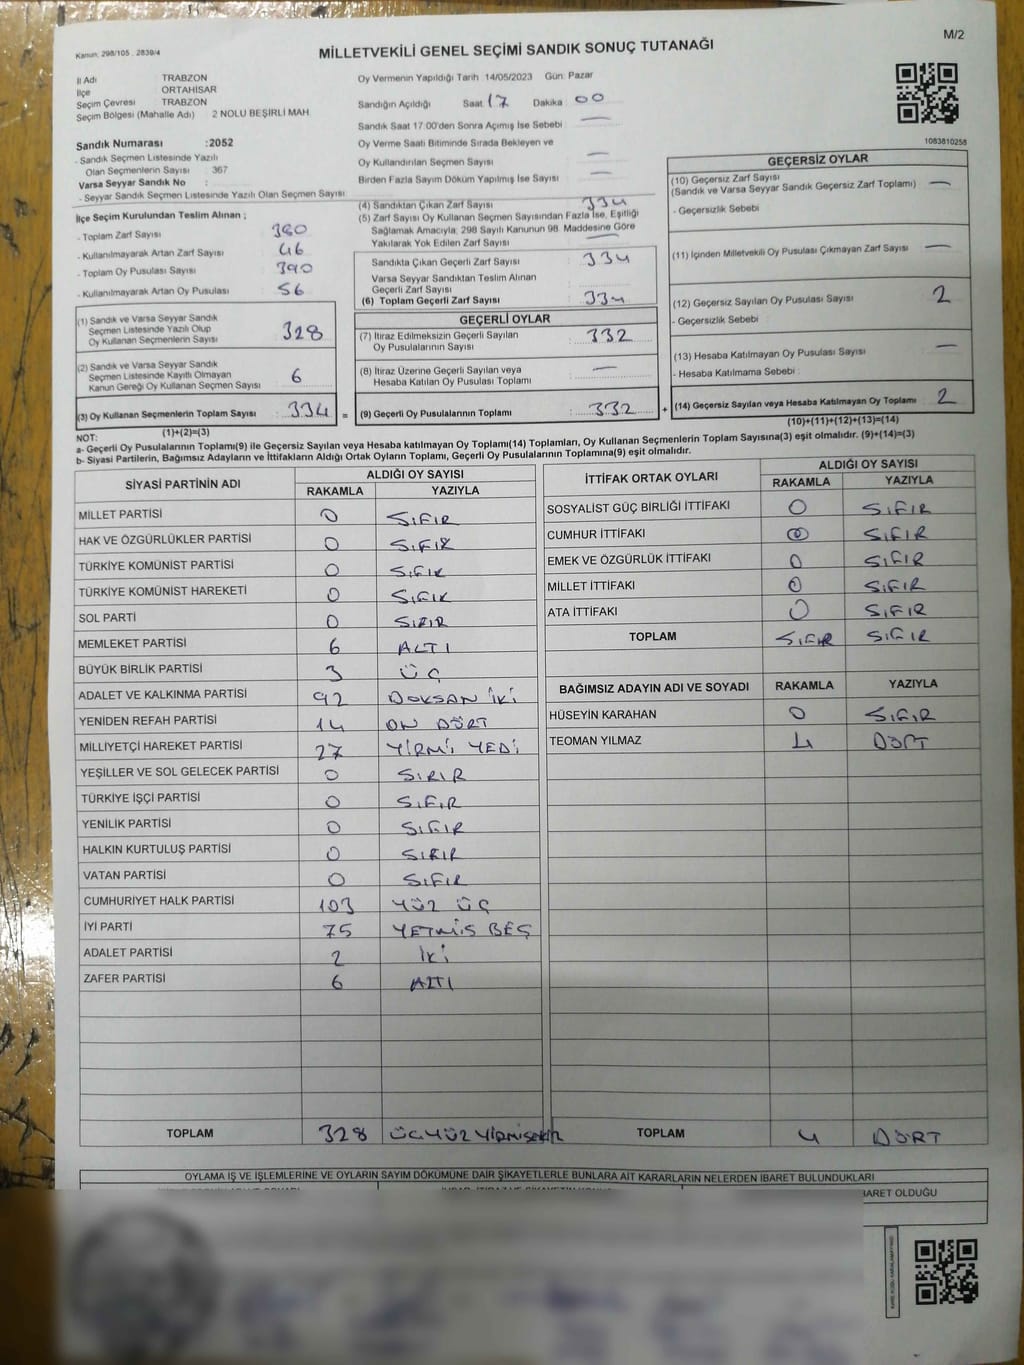 Kanun: 298/105 . 2839/4
M/2
MİLLETVEKİLİ GENEL SEÇİMİ SANDIK SONUÇ TUTANAĞI
İl Adı : TRABZON
İlçe : ORTAHİSAR
Seçim Çevresi : TRABZON
Seçim Bölgesi (Mahalle Adı) : 2 NOLU BEŞİRLİ MAH
Sandık Numarası :2052
- Sandık Seçmen Listesinde Yazılı
Olan Seçmenlerin Sayısı : 367
Varsa Seyyar Sandık No :
- Seyyar Sandık Seçmen Listesinde Yazılı Olan Seçmen Sayısı:
Oy Vermenin Yapıldığı Tarih 14/05/2023 Gün: Pazar
Sandığın Açıldığı Saat 17 Dakika 00
Sandık Saat 17:00'den Sonra Açımış İse Sebebi : —
Oy Verme Saati Bitiminde Sırada Bekleyen ve
Oy Kullandırılan Seçmen Sayısı : —
Birden Fazla Sayım Döküm Yapılmış İse Sayısı : —
1083810258
İlçe Seçim Kurulundan Teslim Alınan ;
- Toplam Zarf Sayısı : 380
- Kullanılmayarak Artan Zarf Sayısı : 46
- Toplam Oy Pusulası Sayısı : 390
- Kullanılmayarak Artan Oy Pusulası : 56
(4) Sandıktan Çıkan Zarf Sayısı : 334
(5) Zarf Sayısı Oy Kullanan Seçmen Sayısından Fazla İse, Eşitliği
Sağlamak Amacıyla; 298 Sayılı Kanunun 98. Maddesine Göre
Yakılarak Yok Edilen Zarf Sayısı : —
Sandıkta Çıkan Geçerli Zarf Sayısı : 334
Varsa Seyyar Sandıktan Teslim Alınan
Geçerli Zarf Sayısı :
(6) Toplam Geçerli Zarf Sayısı : 334
GEÇERSİZ OYLAR
(10) Geçersiz Zarf Sayısı : —
(Sandık ve Varsa Seyyar Sandık Geçersiz Zarf Toplamı)
- Geçersizlik Sebebi :
(11) İçinden Milletvekili Oy Pusulası Çıkmayan Zarf Sayısı : —
(12) Geçersiz Sayılan Oy Pusulası Sayısı : 2
- Geçersizlik Sebebi :
(13) Hesaba Katılmayan Oy Pusulası Sayısı : —
- Hesaba Katılmama Sebebi :
(14) Geçersiz Sayılan veya Hesaba Katılmayan Oy Toplamı : 2
(10)+(11)+(12)+(13)=(14)
(1) Sandık ve Varsa Seyyar Sandık
Seçmen Listesinde Yazılı Olup
Oy Kullanan Seçmenlerin Sayısı : 328
(2) Sandık ve Varsa Seyyar Sandık
Seçmen Listesinde Kayıtlı Olmayan
Kanun Gereği Oy Kullanan Seçmen Sayısı : 6
(3) Oy Kullanan Seçmenlerin Toplam Sayısı : 334 =
(1)+(2)=(3)
GEÇERLİ OYLAR
(7) İtiraz Edilmeksizin Geçerli Sayılan
Oy Pusulalarının Sayısı : 332
(8) İtiraz Üzerine Geçerli Sayılan veya
Hesaba Katılan Oy Pusulası Toplamı : —
(9) Geçerli Oy Pusulalarının Toplamı : 332 +
NOT:
a- Geçerli Oy Pusulalarının Toplamı(9) ile Geçersiz Sayılan veya Hesaba katılmayan Oy Toplamı(14) Toplamları, Oy Kullanan Seçmenlerin Toplam Sayısına(3) eşit olmalıdır. (9)+(14)=(3)
b- Siyasi Partilerin, Bağımsız Adayların ve İttifakların Aldığı Ortak Oyların Toplamı, Geçerli Oy Pusulalarının Toplamına(9) eşit olmalıdır.
SİYASİ PARTİNİN ADI ALDIĞI OY SAYISI
RAKAMLA YAZIYLA
MİLLET PARTİSİ 0 SIFIR
HAK VE ÖZGÜRLÜKLER PARTİSİ 0 SIFIR
TÜRKİYE KOMÜNİST PARTİSİ 0 SIFIR
TÜRKİYE KOMÜNİST HAREKETİ 0 SIFIR
SOL PARTİ 0 SIFIR
MEMLEKET PARTİSİ 6 ALTI
BÜYÜK BİRLİK PARTİSİ 3 ÜÇ
ADALET VE KALKINMA PARTİSİ 92 DOKSAN İKİ
YENİDEN REFAH PARTİSİ 14 ON DÖRT
MİLLİYETÇİ HAREKET PARTİSİ 27 YİRMİ YEDİ
YEŞİLLER VE SOL GELECEK PARTİSİ 0 SIFIR
TÜRKİYE İŞÇİ PARTİSİ 0 SIFIR
YENİLİK PARTİSİ 0 SIFIR
HALKIN KURTULUŞ PARTİSİ 0 SIFIR
VATAN PARTİSİ 0 SIFIR
CUMHURİYET HALK PARTİSİ 103 YÜZ ÜÇ
İYİ PARTİ 75 YETMİS BEŞ
ADALET PARTİSİ 2 İKİ
ZAFER PARTİSİ 6 ALTI
TOPLAM 328 ÜÇYÜZYİRMİSEKİZ
İTTİFAK ORTAK OYLARI ALDIĞI OY SAYISI
RAKAMLA YAZIYLA
SOSYALİST GÜÇ BİRLİĞİ İTTİFAKI 0 SIFIR
CUMHUR İTTİFAKI 0 SIFIR
EMEK VE ÖZGÜRLÜK İTTİFAKI 0 SIFIR
MİLLET İTTİFAKI 0 SIFIR
ATA İTTİFAKI 0 SIFIR
TOPLAM SIFIR SIFIR
BAĞIMSIZ ADAYIN ADI VE SOYADI RAKAMLA YAZIYLA
HÜSEYİN KARAHAN 0 SIFIR
TEOMAN YILMAZ 4 DÖRT
TOPLAM 4 DÖRT
OYLAMA İŞ VE İŞLEMLERİNE VE OYLARIN SAYIM DÖKÜMÜNE DAİR ŞİKAYETLERLE BUNLARA AİT KARARLARIN NELERDEN İBARET BULUNDUKLARI
BARET OLDUĞU